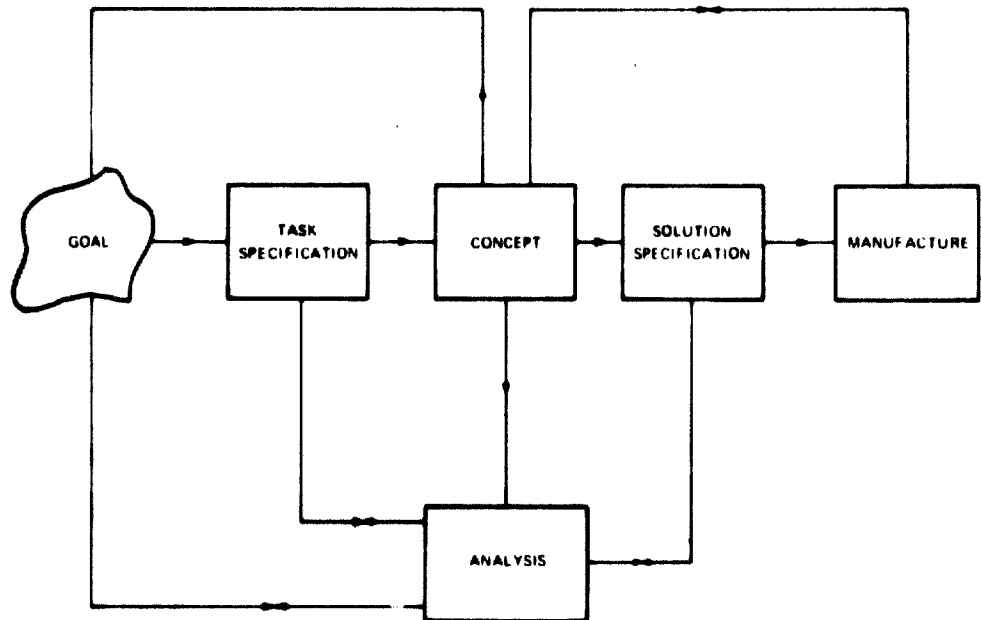 GOAL
TASK
SPECIFICATION
CONCEPT
SOLUTION
SPECIFICATION
MANUFACTURE
ANALYSIS